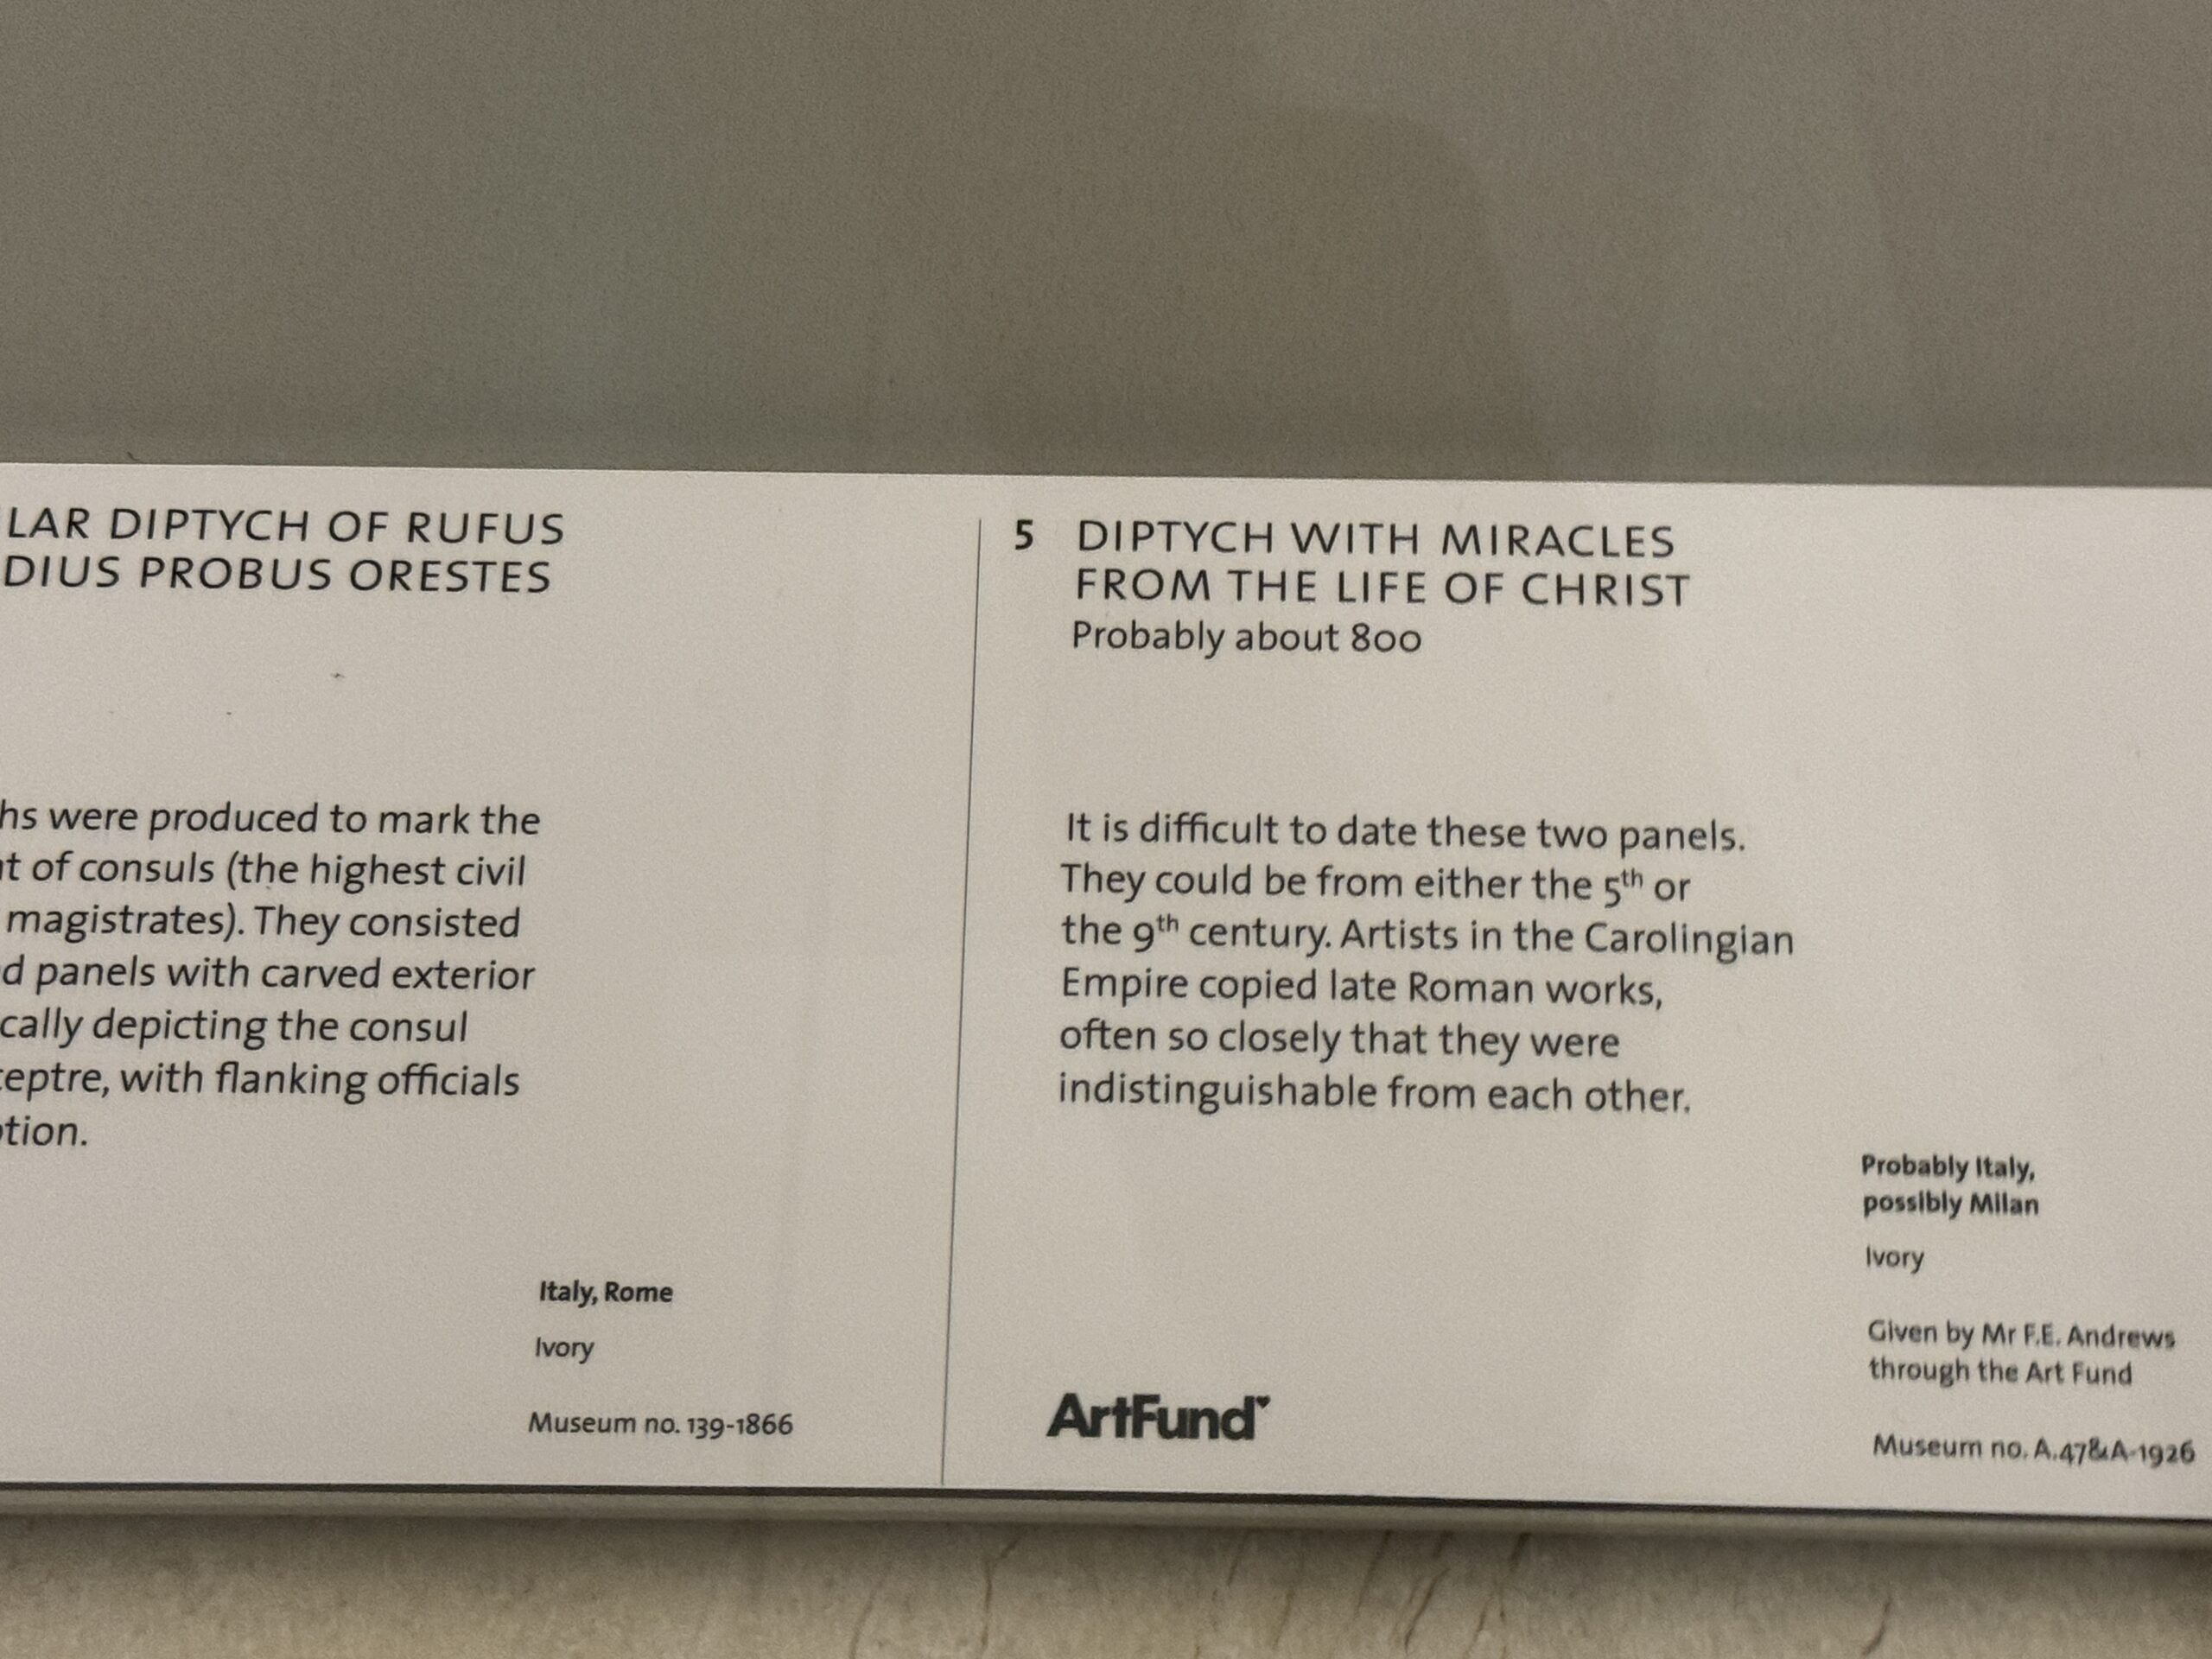 LAR DIPTYCH OF RUFUS
DIUS PROBUS ORESTES
hs were produced to mark the
t of consuls (the highest civil
magistrates). They consisted
d panels with carved exterior
cally depicting the consul
eptre, with flanking officials
tion.
Italy, Rome
Ivory
Museum no. 139-1866
5 DIPTYCH WITH MIRACLES
FROM THE LIFE OF CHRIST
Probably about 800
It is difficult to date these two panels.
They could be from either the 5th or
the 9th century. Artists in the Carolingian
Empire copied late Roman works,
often so closely that they were
indistinguishable from each other.
Probably Italy,
possibly Milan
Ivory
Given by Mr F.E. Andrews
through the Art Fund
Museum no. A.47&A-1926
ArtFund